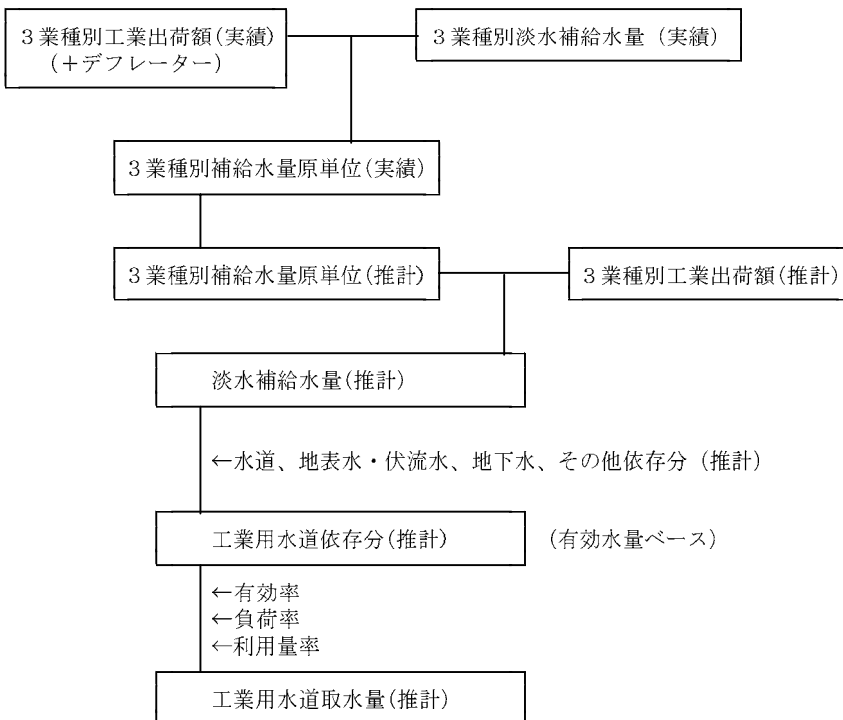 3業種別工業出荷額(実績)
(+デフレーター)
3業種別淡水補給水量(実績)
3業種別補給水量原単位(実績)
3業種別補給水量原単位(推計)
3業種別工業出荷額(推計)
淡水補給水量(推計)
←水道、地表水・伏流水、地下水、その他依存分(推計)
工業用水道依存分(推計)
(有効水量ベース)
←有効率
←負荷率
←利用量率
工業用水道取水量(推計)